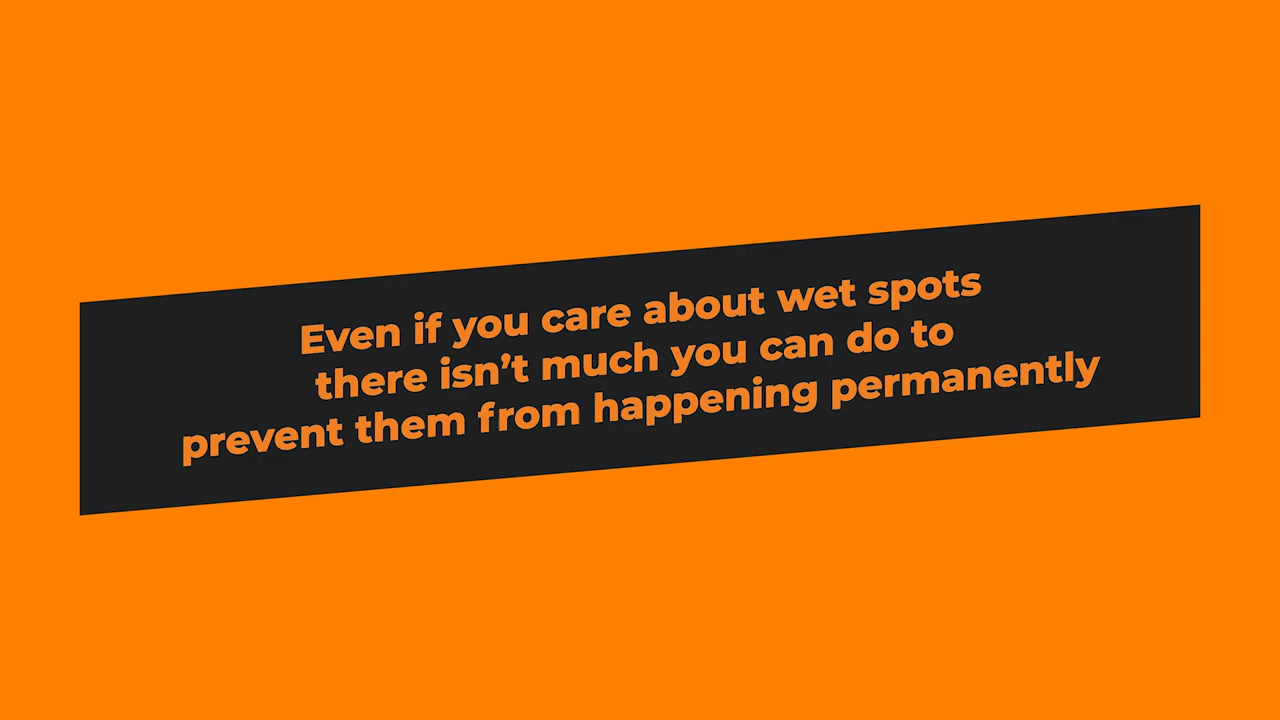 Even if you care about wet spots
there isn’t much you can do to
prevent them from happening permanently